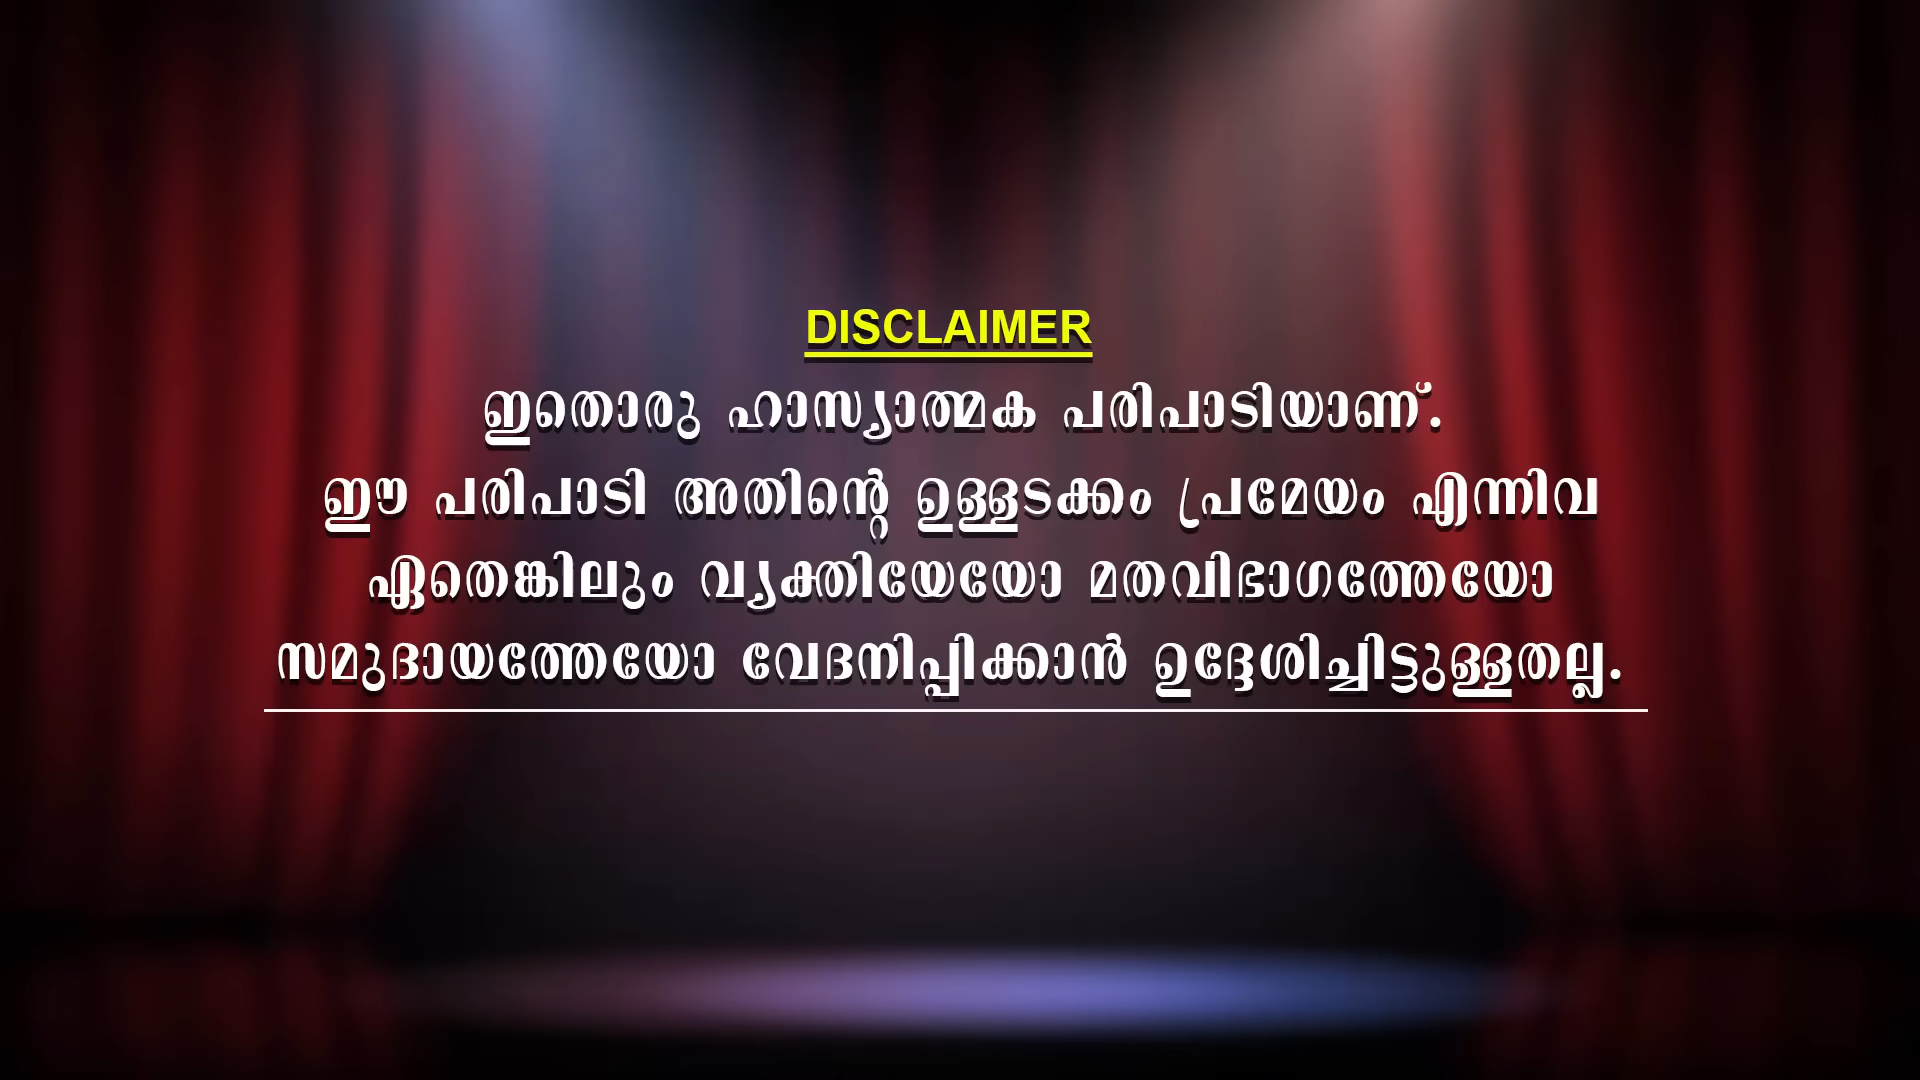 DISCLAIMER
ഇതൊരു ഹാസ്യാത്മക പരിപാടിയാണ്.
ഈ പരിപാടി അതിന്റെ ഉള്ളടക്കം പ്രമേയം എന്നിവ
ഏതെങ്കിലും വ്യക്തിയേയോ മതവിഭാഗത്തേയോ
സമുദായത്തേയോ വേദനിപ്പിക്കാൻ ഉദ്ദേശിച്ചിട്ടുള്ളതല്ല.